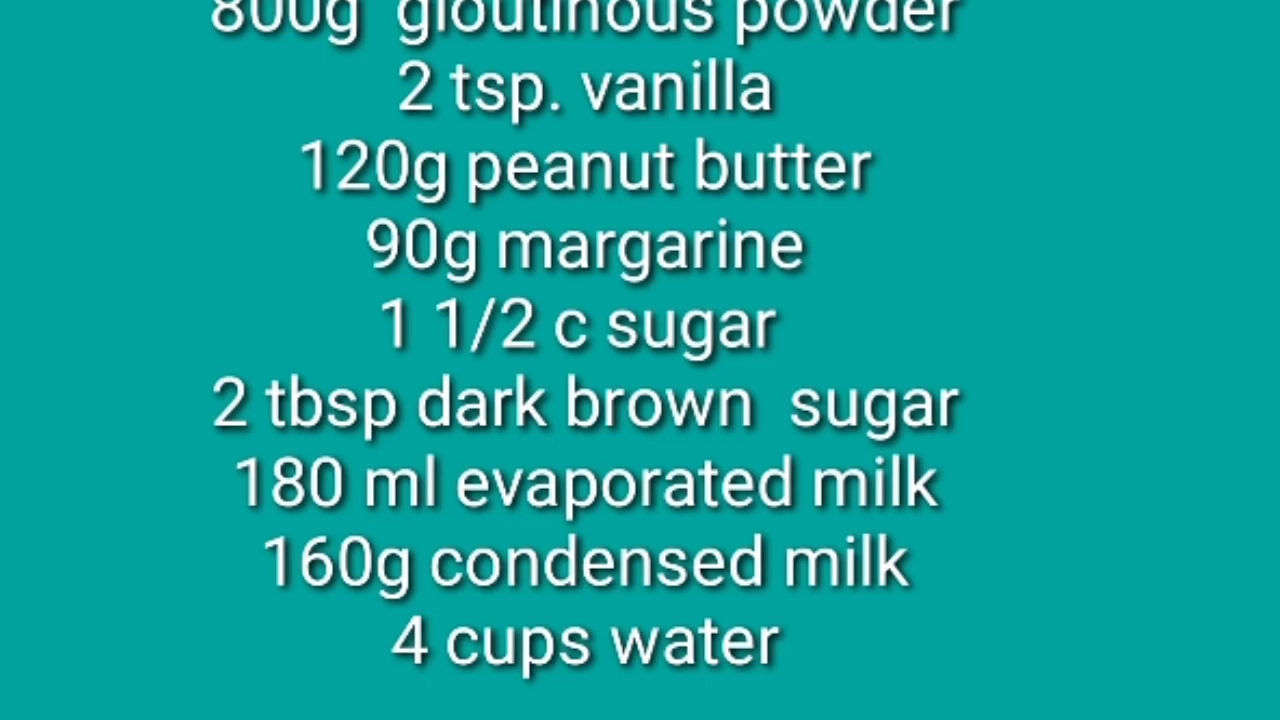 800g gloutinous powder
2 tsp. vanilla
120g peanut butter
90g margarine
1 1/2 c sugar
2 tbsp dark brown sugar
180 ml evaporated milk
160g condensed milk
4 cups water